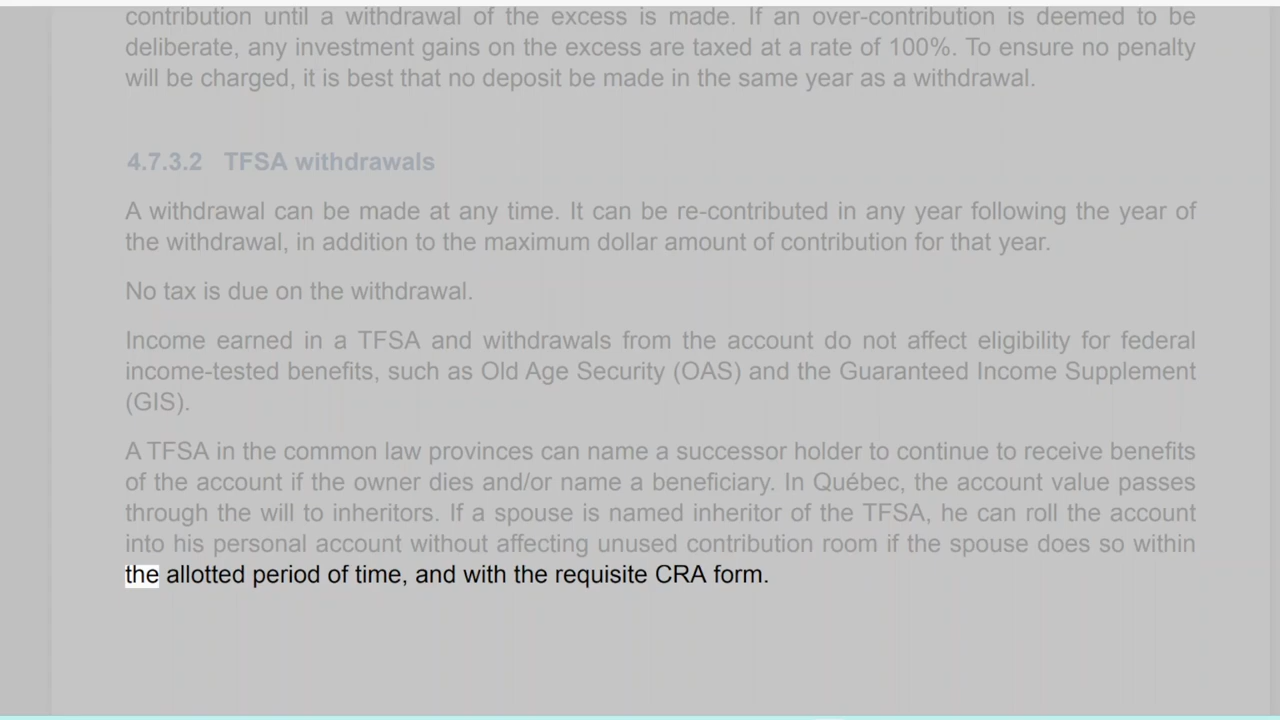 contribution until a withdrawal of the excess is made. If an over-contribution is deemed to be
deliberate, any investment gains on the excess are taxed at a rate of 100%. To ensure no penalty
will be charged, it is best that no deposit be made in the same year as a withdrawal.
4.7.3.2 TFSA withdrawals
A withdrawal can be made at any time. It can be re-contributed in any year following the year of
the withdrawal, in addition to the maximum dollar amount of contribution for that year.
No tax is due on the withdrawal.
Income earned in a TFSA and withdrawals from the account do not affect eligibility for federal
income-tested benefits, such as Old Age Security (OAS) and the Guaranteed Income Supplement
(GIS).
A TFSA in the common law provinces can name a successor holder to continue to receive benefits
of the account if the owner dies and/or name a beneficiary. In Québec, the account value passes
through the will to inheritors. If a spouse is named inheritor of the TFSA, he can roll the account
into his personal account without affecting unused contribution room if the spouse does so within
the allotted period of time, and with the requisite CRA form.